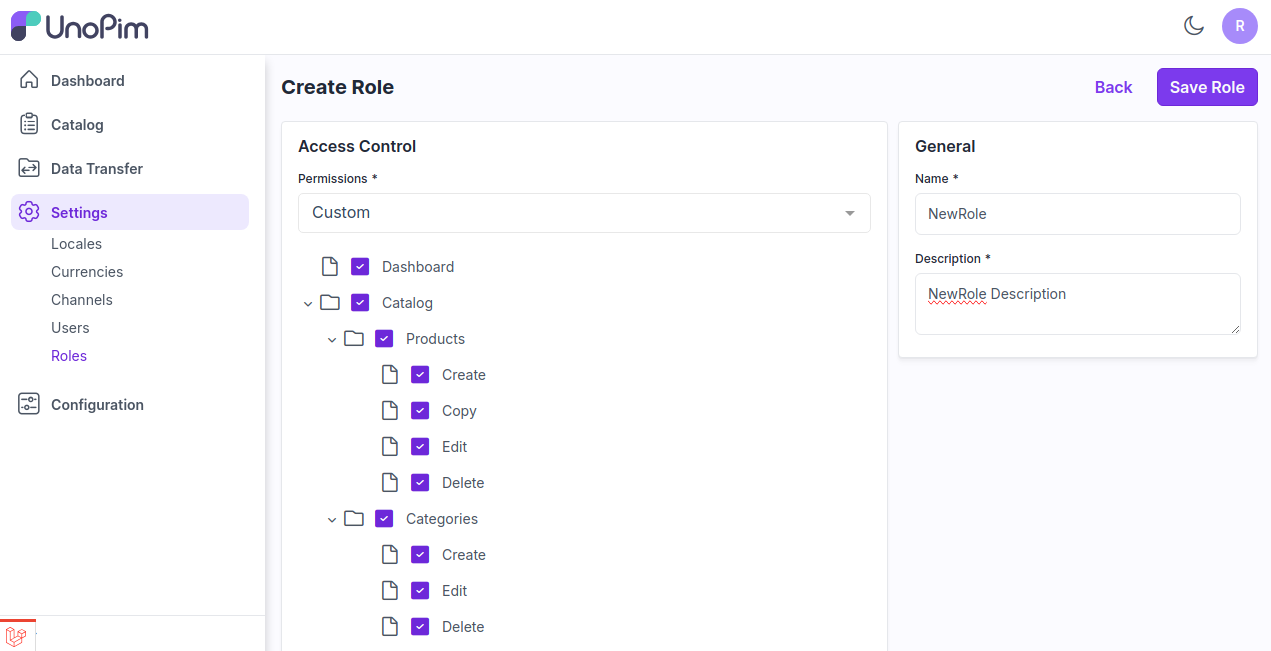 UnoPim
R
Dashboard
Catalog
Data Transfer
Settings
Locales
Currencies
Channels
Users
Roles
Configuration
Create Role
Back
Save Role
Access Control
Permissions *
Custom
Dashboard
Catalog
Products
Create
Copy
Edit
Delete
Categories
Create
Edit
Delete
General
Name *
NewRole
Description *
NewRole Description